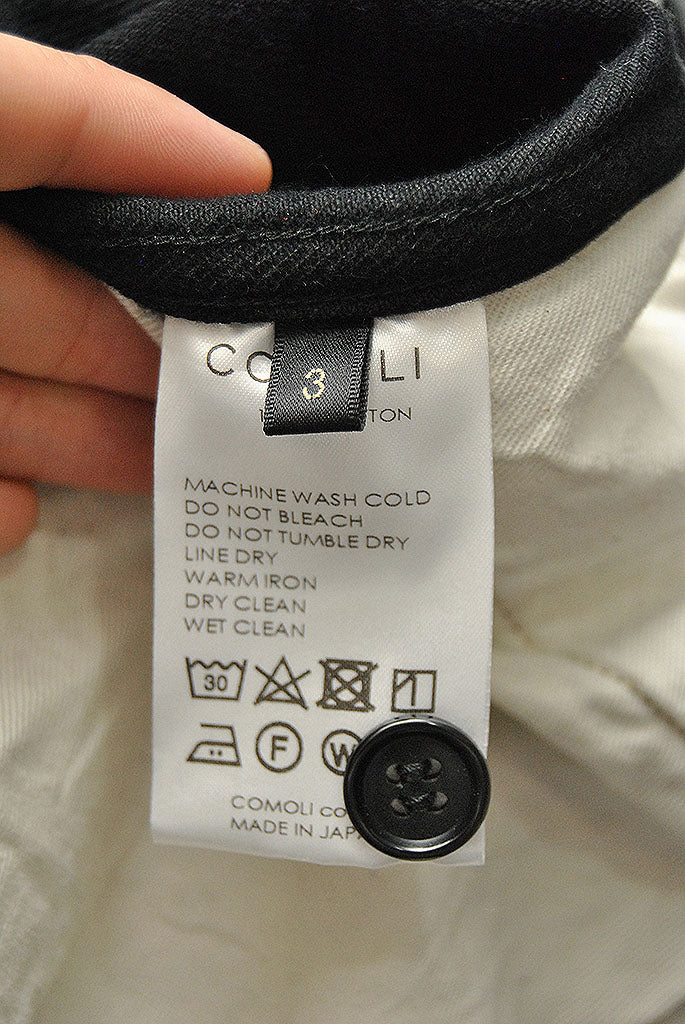 3
MACHINE WASH COLD
DO NOT BLEACH
DO NOT TUMBLE DRY
LINE DRY
WARM IRON
DRY CLEAN
WET CLEAN
30
F W
COMOLI
MADE IN